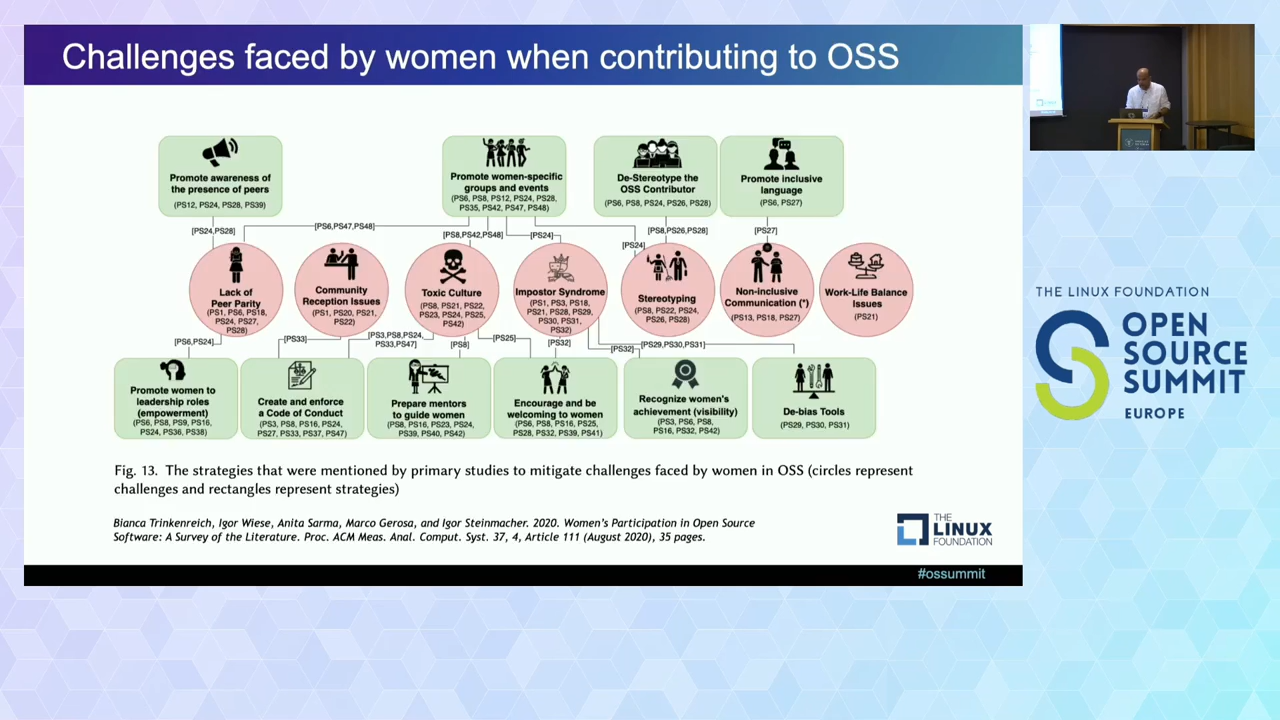 Challenges faced by women when contributing to OSS
Promote awareness of
the presence of peers
(PS12, PS24, PS28, PS39)
Promote women-specific
groups and events
(PS6, PS8, PS12, PS24, PS28,
PS35, PS42, PS47, PS48)
De-Stereotype the
OSS Contributor
(PS6, PS8, PS24, PS26, PS28)
Promote inclusive
language
(PS6, PS27)
[PS24,PS28]
[PS6,PS47,PS48]
[PS8,PS42,PS48]
[PS24]
[PS24]
[PS8,PS26,PS28]
[PS27]
Lack of
Peer Parity
(PS1, PS6, PS18,
PS24, PS27,
PS28)
Community
Reception Issues
(PS1, PS20, PS21,
PS22)
Toxic Culture
(PS8, PS21, PS22,
PS23, PS24, PS25,
PS42)
Impostor Syndrome
(PS1, PS3, PS18,
PS21, PS28, PS29,
PS30, PS31,
PS32)
Stereotyping
(PS8, PS22, PS24,
PS26, PS28)
Non-inclusive
Communication (*)
(PS13, PS18, PS27)
Work-Life Balance
Issues
(PS21)
[PS6,PS24]
[PS33]
[PS3,PS8,PS24,
PS33,PS47]
[PS8]
[PS25]
[PS32]
[PS32]
[PS29,PS30,PS31]
Promote women to
leadership roles
(empowerment)
(PS6, PS8, PS9, PS16,
PS24, PS36, PS38)
Create and enforce
a Code of Conduct
(PS3, PS8, PS16, PS24,
PS27, PS33, PS37, PS47)
Prepare mentors
to guide women
(PS8, PS16, PS23, PS24,
PS39, PS40, PS42)
Encourage and be
welcoming to women
(PS6, PS8, PS16, PS25,
PS28, PS32, PS39, PS41)
Recognize women's
achievement (visibility)
(PS3, PS6, PS8,
PS16, PS32, PS42)
De-bias Tools
(PS29, PS30, PS31)
Fig. 13. The strategies that were mentioned by primary studies to mitigate challenges faced by women in OSS (circles represent
challenges and rectangles represent strategies)
Bianca Trinkenreich, Igor Wiese, Anita Sarma, Marco Gerosa, and Igor Steinmacher. 2020. Women's Participation in Open Source
Software: A Survey of the Literature. Proc. ACM Meas. Anal. Comput. Syst. 37, 4, Article 111 (August 2020), 35 pages.
THE
LINUX
FOUNDATION
#ossummit
THE LINUX FOUNDATION
OPEN
SOURCE
SUMMIT
EUROPE